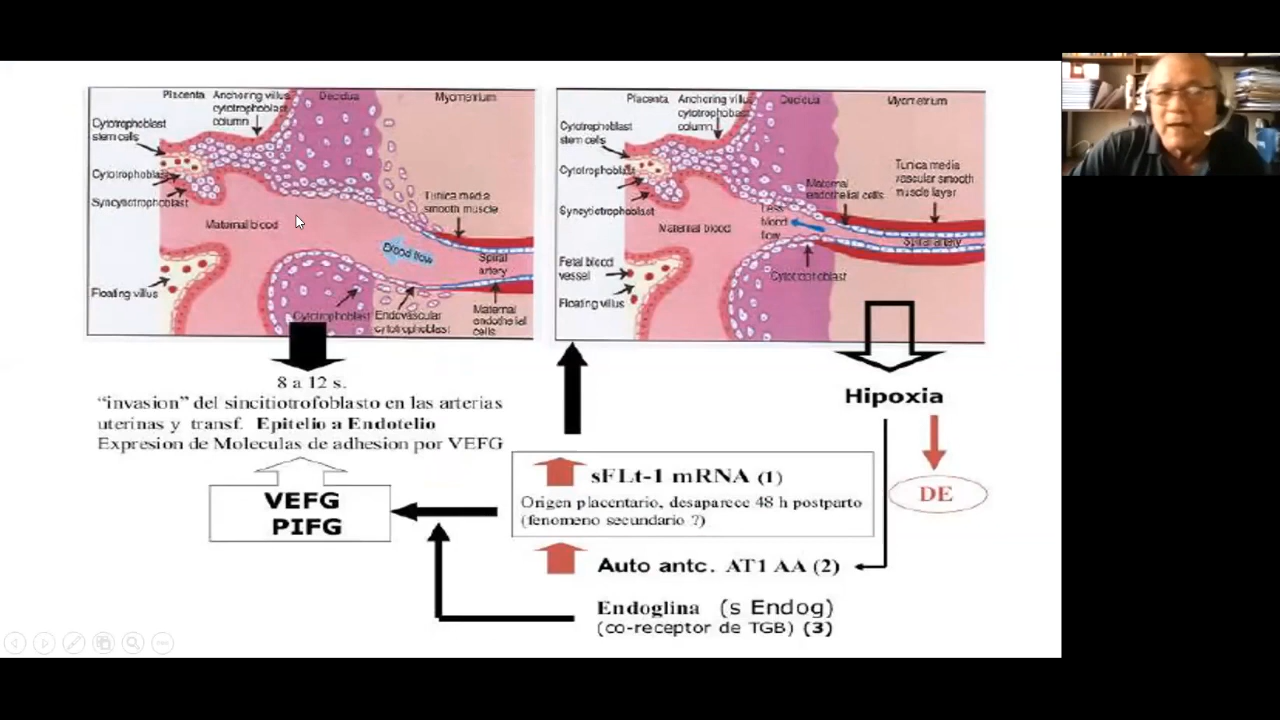 Placenta
Anchoring villus
cytotrophoblast
column
Decidua
Myometrium
Cytotrophoblast
stem cells
Cytotrophoblast
Syncytiotrophoblast
Maternal blood
Floating villus
Tunica media
smooth muscle
Blood flow
Spiral
artery
Cytotrophoblast
Endovascular
cytotrophoblast
Maternal
endothelial
cells
Placenta
Anchoring villus
cytotrophoblast
column
Decidua
Myometrium
Cytotrophoblast
stem cells
Cytotrophoblast
Syncytiotrophoblast
Maternal blood
Fetal blood
vessel
Floating villus
Less
blood
flow
Maternal
endothelial cells
Tunica media
vascular smooth
muscle layer
Spiral artery
Cytotrophoblast
8 a 12 s.
“invasion” del sincitiotrofoblasto en las arterias
uterinas y transf. Epitelio a Endotelio
Expresion de Moleculas de adhesion por VEFG
VEFG
PIFG
Hipoxia
DE
sFLt-1 mRNA (1)
Origen placentario, desaparece 48 h postparto
(fenomeno secundario ?)
Auto antc. AT1 AA (2)
Endoglina (s Endog)
(co-receptor de TGB) (3)